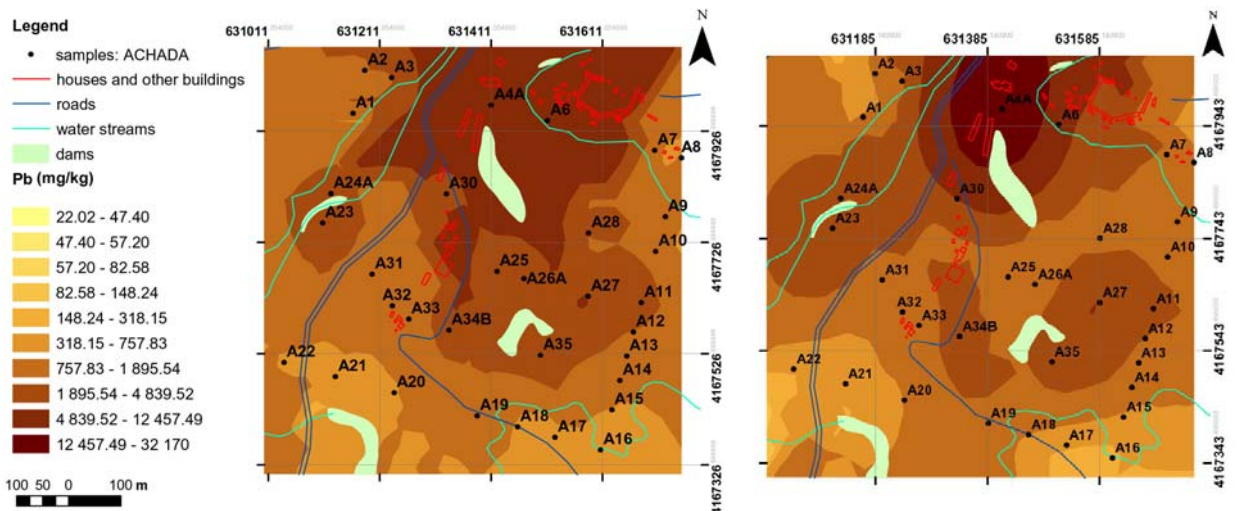 Legend
samples: ACHADA
houses and other buildings
roads
water streams
dams
Pb (mg/kg)
22.02 - 47.40
47.40 - 57.20
57.20 - 82.58
82.58 - 148.24
148.24 - 318.15
318.15 - 757.83
757.83 - 1 895.54
1 895.54 - 4 839.52
4 839.52 - 12 457.49
12 457.49 - 32 170
100 50 0 100 m
631011 631211 631411 631611
N
A2
A3
A1
A4A
A6
4167926
A7
A8
A24A
A30
A23
A9
A28
A10
4167726
A31
A25
A26A
A27
A11
A32
A33
A34B
A12
A22
A35
A13
4167526
A21
A14
A20
A15
A19
A18
A17
A16
4167326
631185 631385 631585
N
A2
A3
A4A
A1
A6
4167943
A7
A8
A24A
A30
A23
A9
A28
4167743
A10
A31
A25
A26A
A27
A11
A32
A33
A34B
A12
4167543
A22
A35
A13
A21
A14
A20
A15
A19
A18
A17
A16
4167343